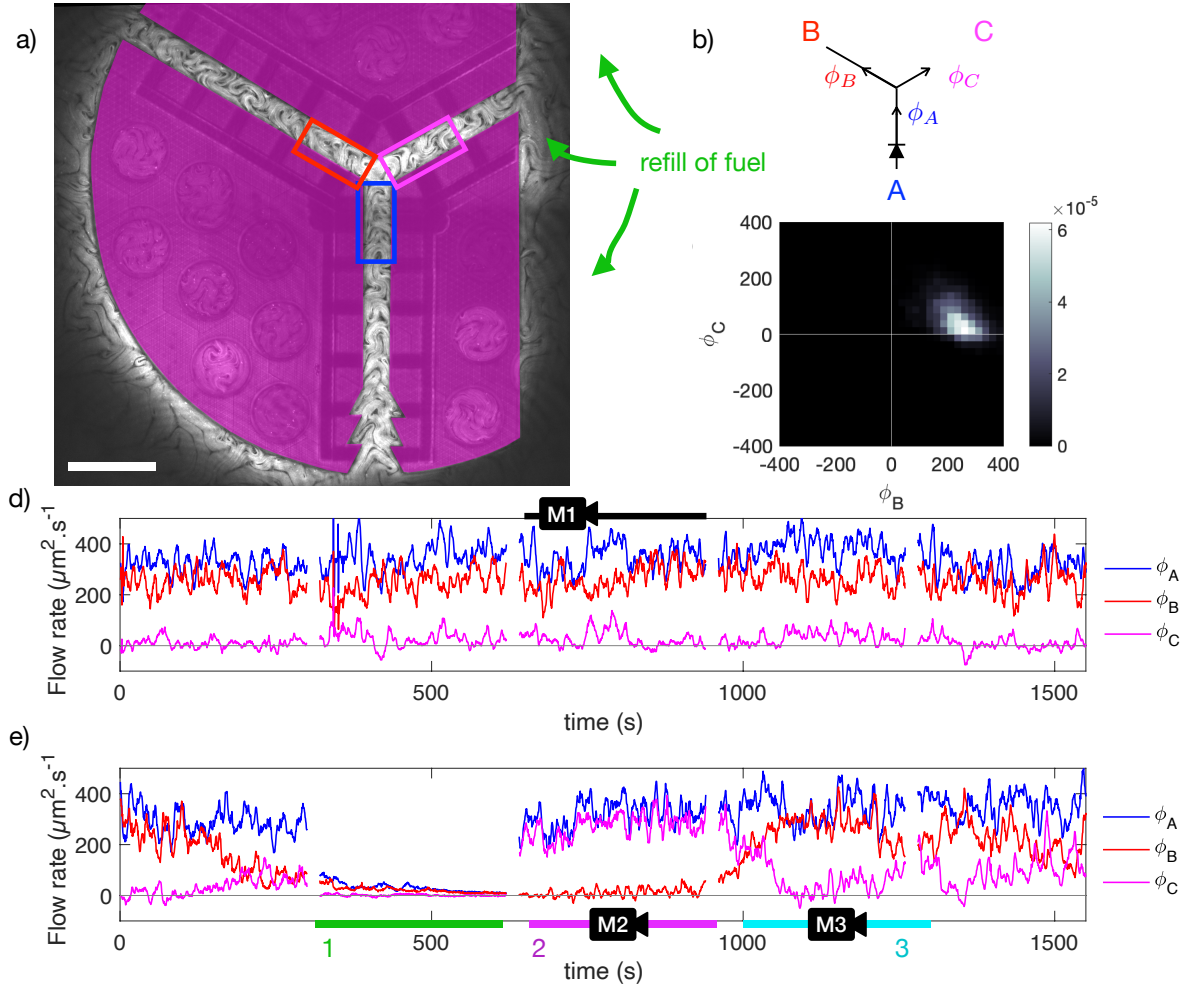 a)
refill of fuel
b)
B
C
ϕB
ϕC
ϕA
A
×10⁻⁵
400
200
0
200
-400
ϕC
-400
-200
0
200
400
ϕB
6
4
2
0
d)
M1
Flow rate (µm².s⁻¹)
400
200
0
0
500
1000
1500
time (s)
ϕA
ϕB
ϕC
e)
Flow rate (µm².s⁻¹)
400
200
0
M2
M3
0
1
500
2
1000
3
1500
time (s)
ϕA
ϕB
ϕC